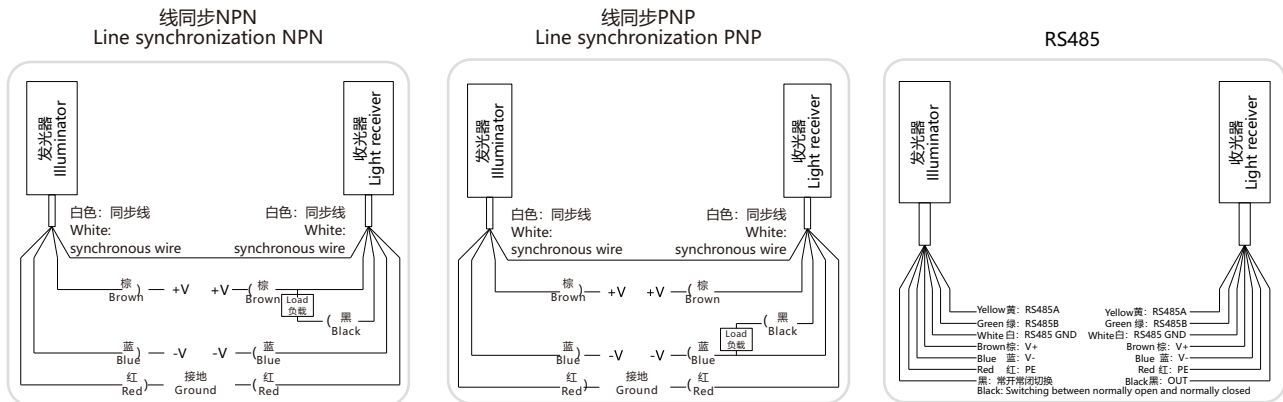 线同步NPN
Line synchronization NPN
发光器
Illuminator
收光器
Light receiver
白色：同步线
White:
synchronous wire
白色：同步线
White:
synchronous wire
棕
Brown
+V
+V
棕
Brown
Load
负载
黑
Black
蓝
Blue
-V
-V
蓝
Blue
红
Red
接地
Ground
红
Red
线同步PNP
Line synchronization PNP
发光器
Illuminator
收光器
Light receiver
白色：同步线
White:
synchronous wire
白色：同步线
White:
synchronous wire
棕
Brown
+V
+V
棕
Brown
黑
Black
Load
负载
蓝
Blue
-V
-V
蓝
Blue
红
Red
接地
Ground
红
Red
RS485
发光器
Illuminator
收光器
Light receiver
Yellow黄：RS485A
Green 绿：RS485B
White白：RS485 GND
Brown棕：V+
Blue 蓝：V-
Red 红：PE
黑：常开常闭切换
Black: Switching between normally open and normally closed
Yellow黄：RS485A
Green 绿：RS485B
White白：RS485 GND
Brown 棕：V+
Blue 蓝：V-
Red 红：PE
Black黑：OUT